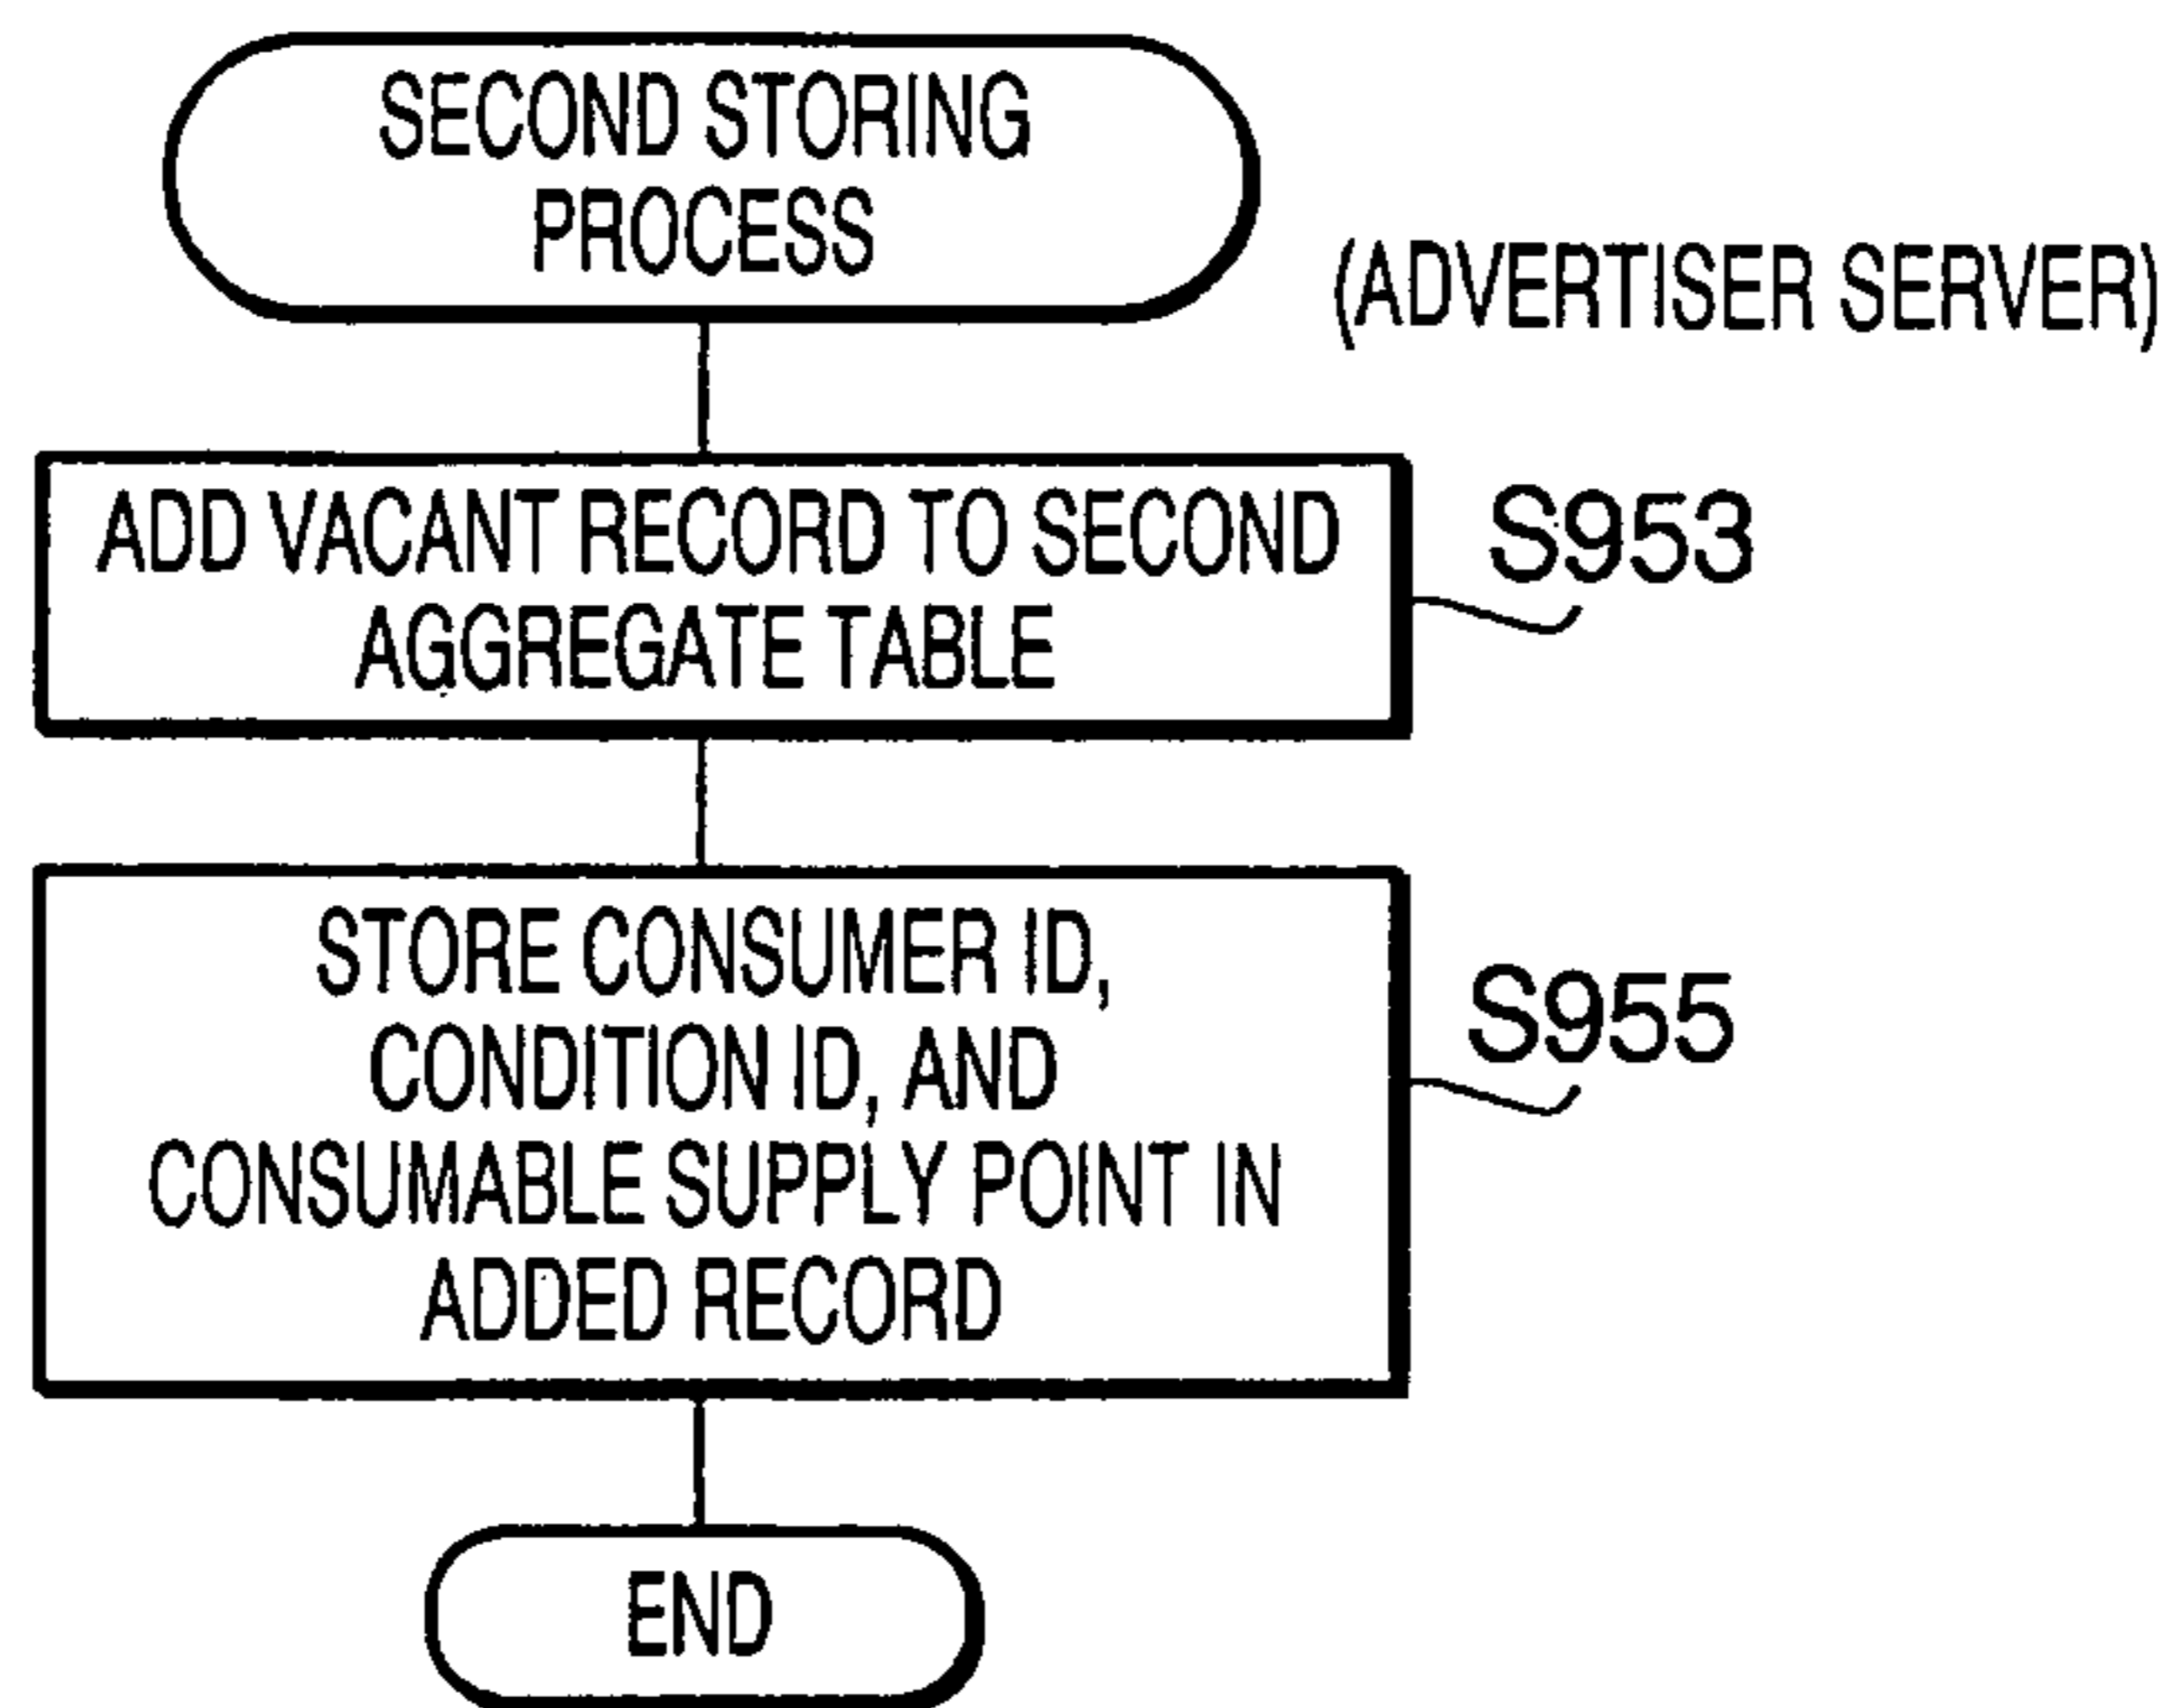 SECOND STORING
PROCESS
(ADVERTISER SERVER)
ADD VACANT RECORD TO SECOND
AGGREGATE TABLE
S953
STORE CONSUMER ID,
CONDITION ID, AND
CONSUMABLE SUPPLY POINT IN
ADDED RECORD
S955
END